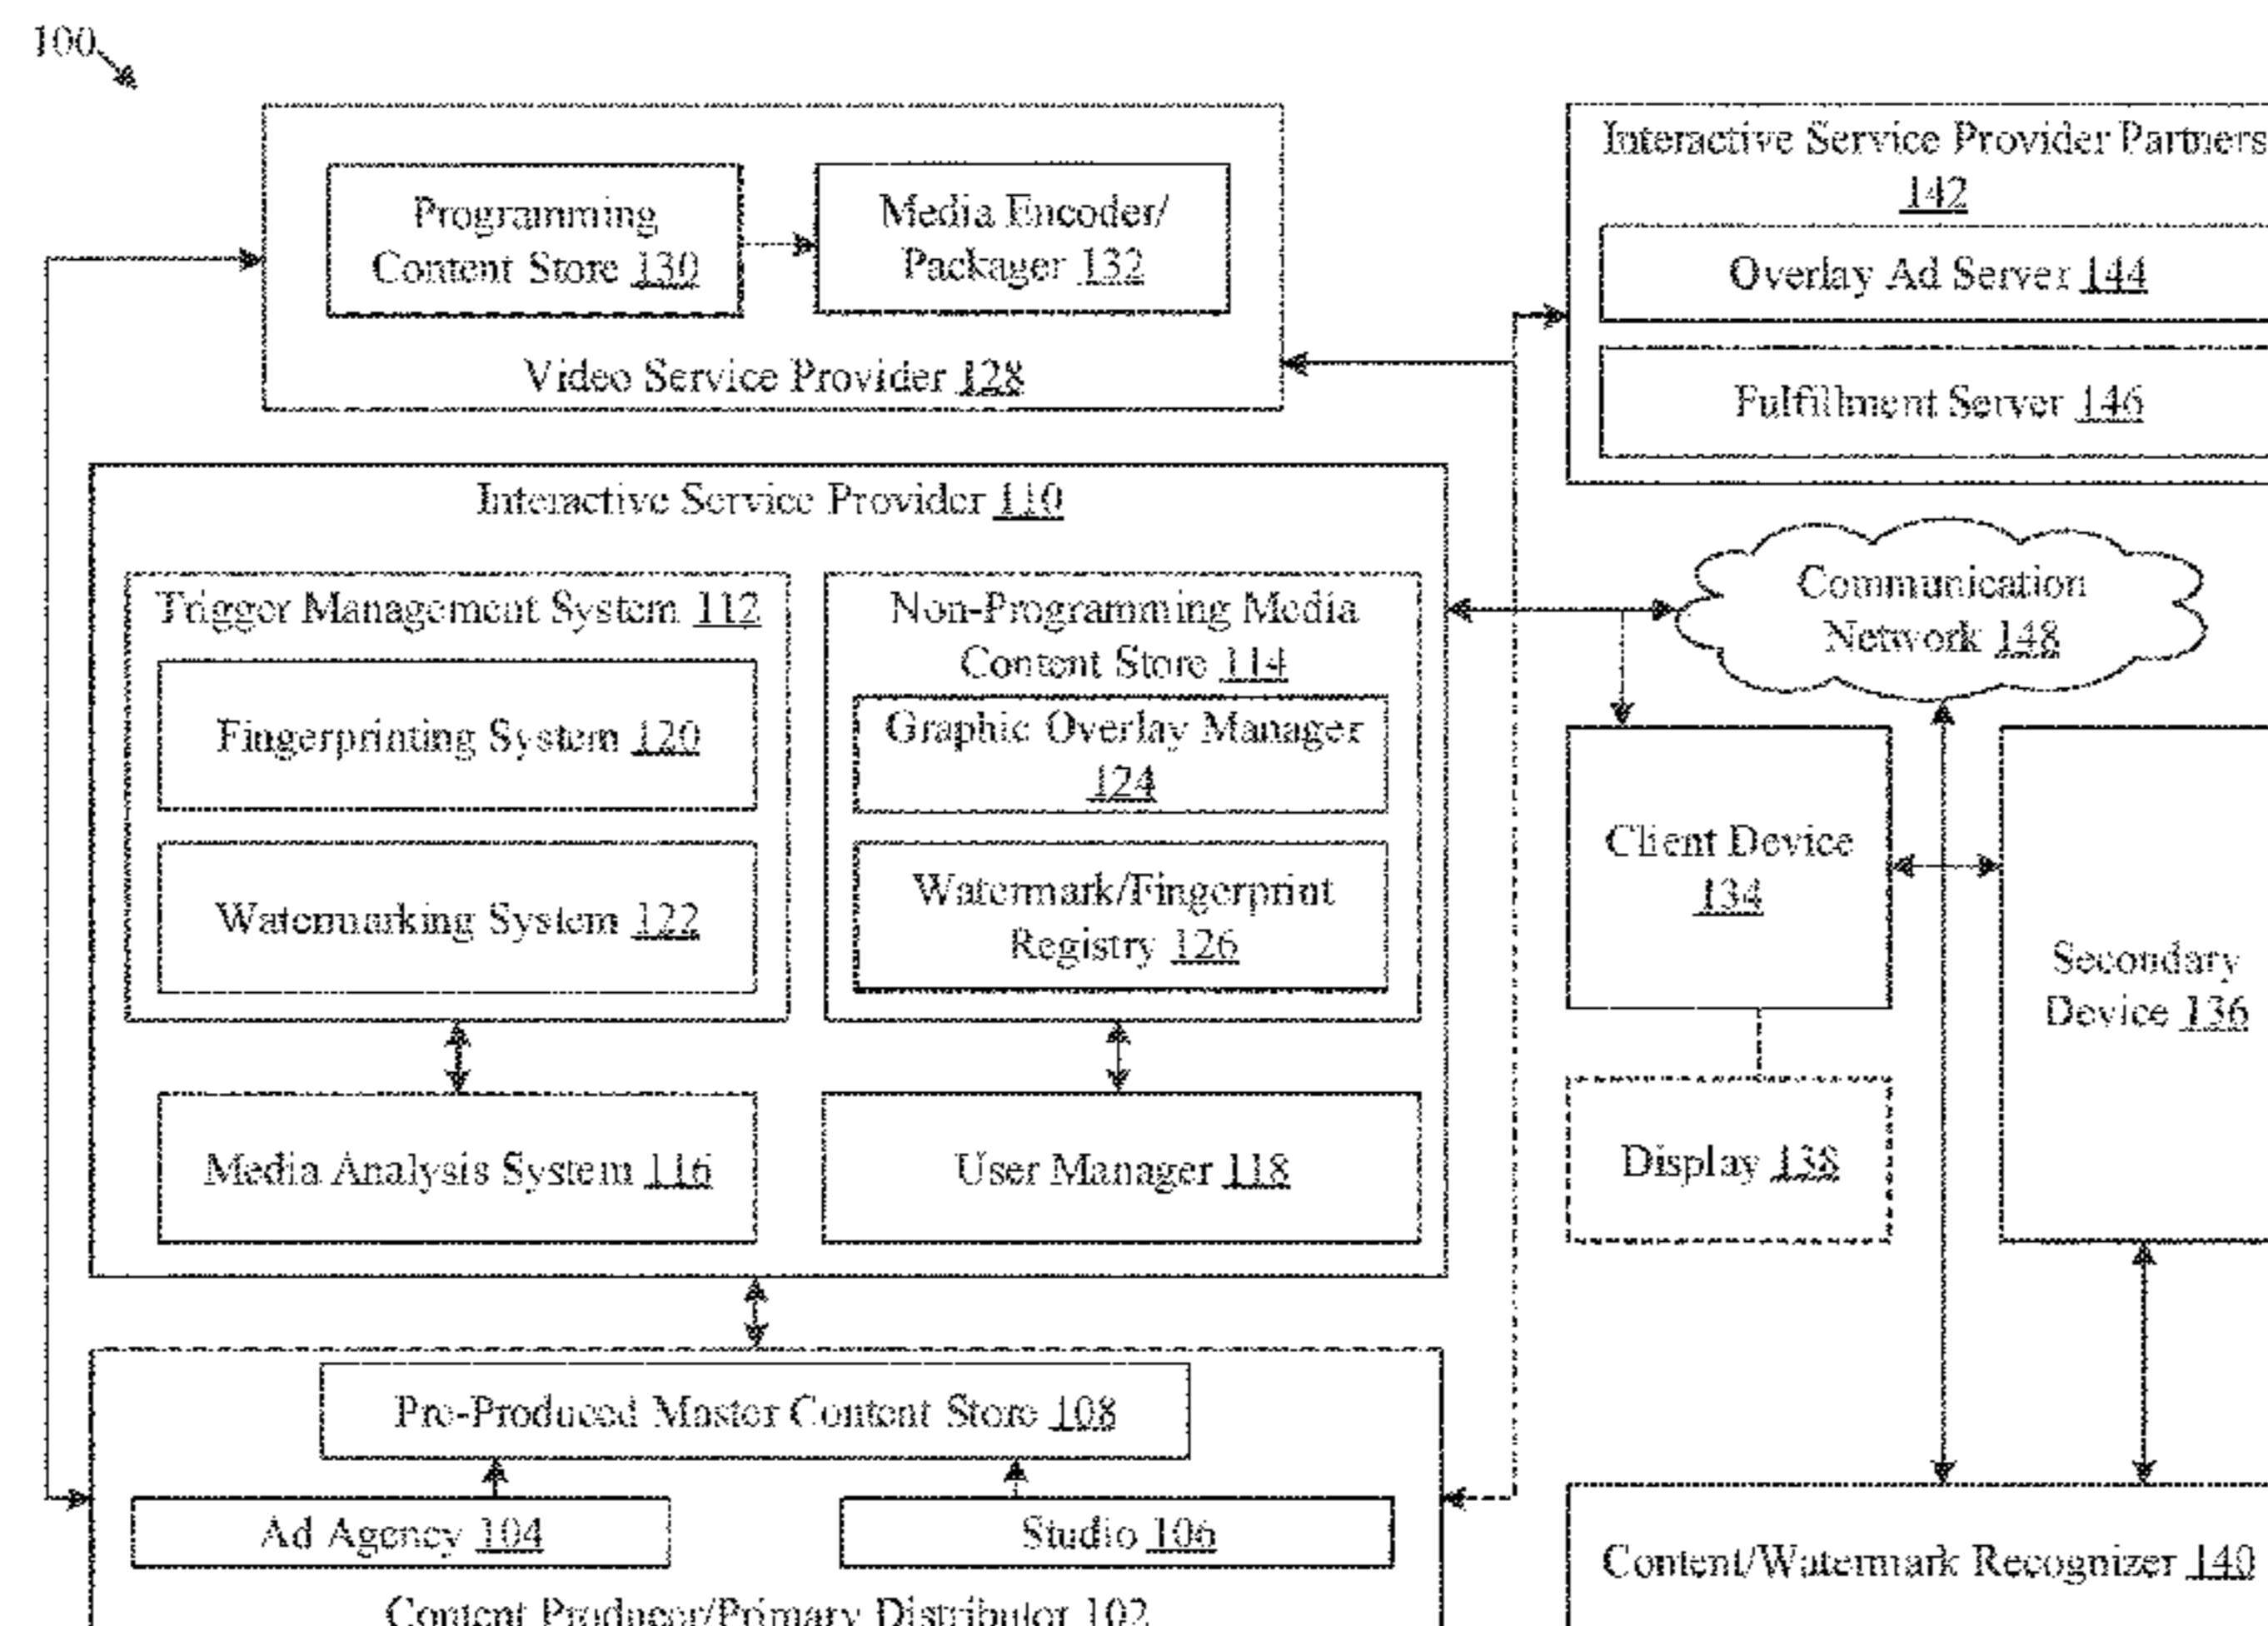 100
Programming
Content Store 130
Media Encoder/
Packager 132
Video Service Provider 128
Interactive Service Provider Partners
142
Overlay Ad Server 144
Fulfillment Server 146
Interactive Service Provider 110
Trigger Management System 112
Fingerprinting System 120
Watermarking System 122
Non-Programming Media
Content Store 114
Graphic Overlay Manager
124
Watermark/Fingerprint
Registry 126
Media Analysis System 116
User Manager 118
Communication
Network 148
Client Device
134
Secondary
Device 136
Display 138
Pre-Produced Master Content Store 108
Ad Agency 104
Studio 106
Content Producer/Primary Distributor 102
Content/Watermark Recognizer 140